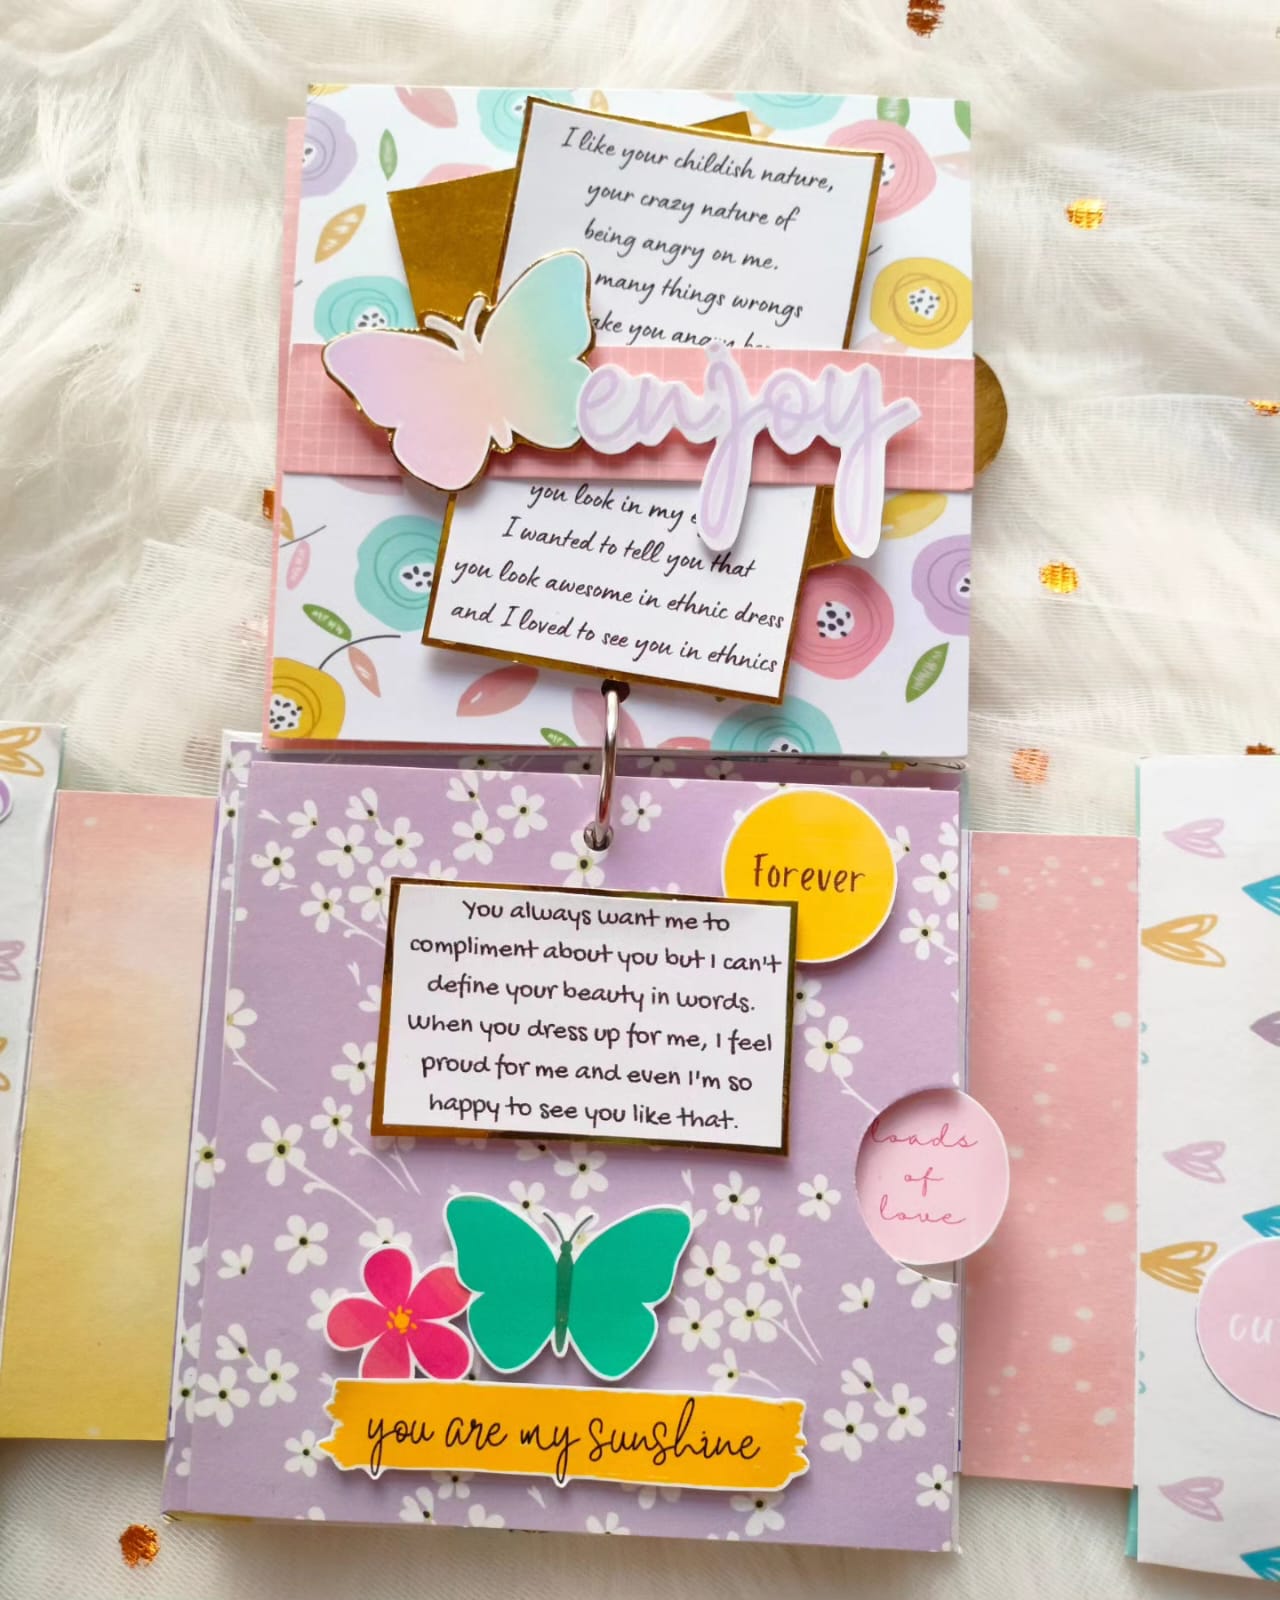 I like your childish nature,
your crazy nature of
being angry on me.
many things wrongs
you
enjoy
you look in my
I wanted to tell you that
you look awesome in ethnic dress
and I loved to see you in ethnics
Forever
You always want me to
compliment about you but I can't
define your beauty in words.
When you dress up for me, I feel
proud for me and even I'm so
happy to see you like that.
loads
of
love
you are my sunshine